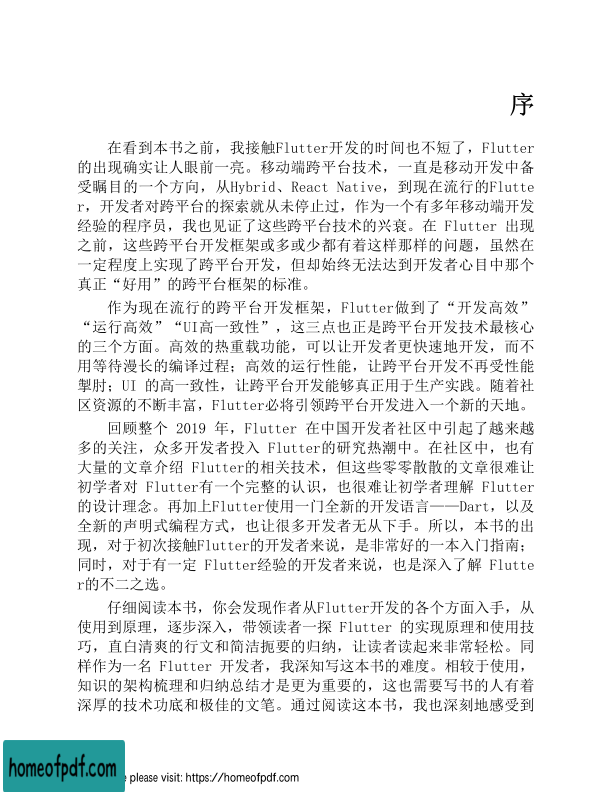 序
在看到本书之前，我接触Flutter开发的时间也不短了，Flutter
的出现确实让人眼前一亮。移动端跨平台技术，一直是移动开发中备
受瞩目的一个方向，从Hybrid、React Native，到现在流行的Flutte
r，开发者对跨平台的探索就从未停止过，作为一个有多年移动端开发
经验的程序员，我也见证了这些跨平台技术的兴衰。在 Flutter 出现
之前，这些跨平台开发框架或多或少都有着这样那样的问题，虽然在
一定程度上实现了跨平台开发，但却始终无法达到开发者心目中那个
真正“好用”的跨平台框架的标准。
作为现在流行的跨平台开发框架，Flutter做到了“开发高效”
“运行高效”“UI高一致性”，这三点也正是跨平台开发技术最核心
的三个方面。高效的热重载功能，可以让开发者更快速地开发，而不
用等待漫长的编译过程；高效的运行性能，让跨平台开发不再受性能
掣肘；UI 的高一致性，让跨平台开发能够真正用于生产实践。随着社
区资源的不断丰富，Flutter必将引领跨平台开发进入一个新的天地。
回顾整个 2019 年，Flutter 在中国开发者社区中引起了越来越
多的关注，众多开发者投入 Flutter的研究热潮中。在社区中，也有
大量的文章介绍 Flutter的相关技术，但这些零零散散的文章很难让
初学者对 Flutter有一个完整的认识，也很难让初学者理解 Flutter
的设计理念。再加上Flutter使用一门全新的开发语言——Dart，以及
全新的声明式编程方式，也让很多开发者无从下手。所以，本书的出
现，对于初次接触Flutter的开发者来说，是非常好的一本入门指南；
同时，对于有一定 Flutter经验的开发者来说，也是深入了解 Flutte
r的不二之选。
仔细阅读本书，你会发现作者从Flutter开发的各个方面入手，从
使用到原理，逐步深入，带领读者一探 Flutter 的实现原理和使用技
巧，直白清爽的行文和简洁扼要的归纳，让读者读起来非常轻松。同
样作为一名 Flutter 开发者，我深知写这本书的难度。相较于使用，
知识的架构梳理和归纳总结才是更为重要的，这也需要写书的人有着
深厚的技术功底和极佳的文笔。通过阅读这本书，我也深刻地感受到
homeofpdf.com
e please visit: https://homeofpdf.com